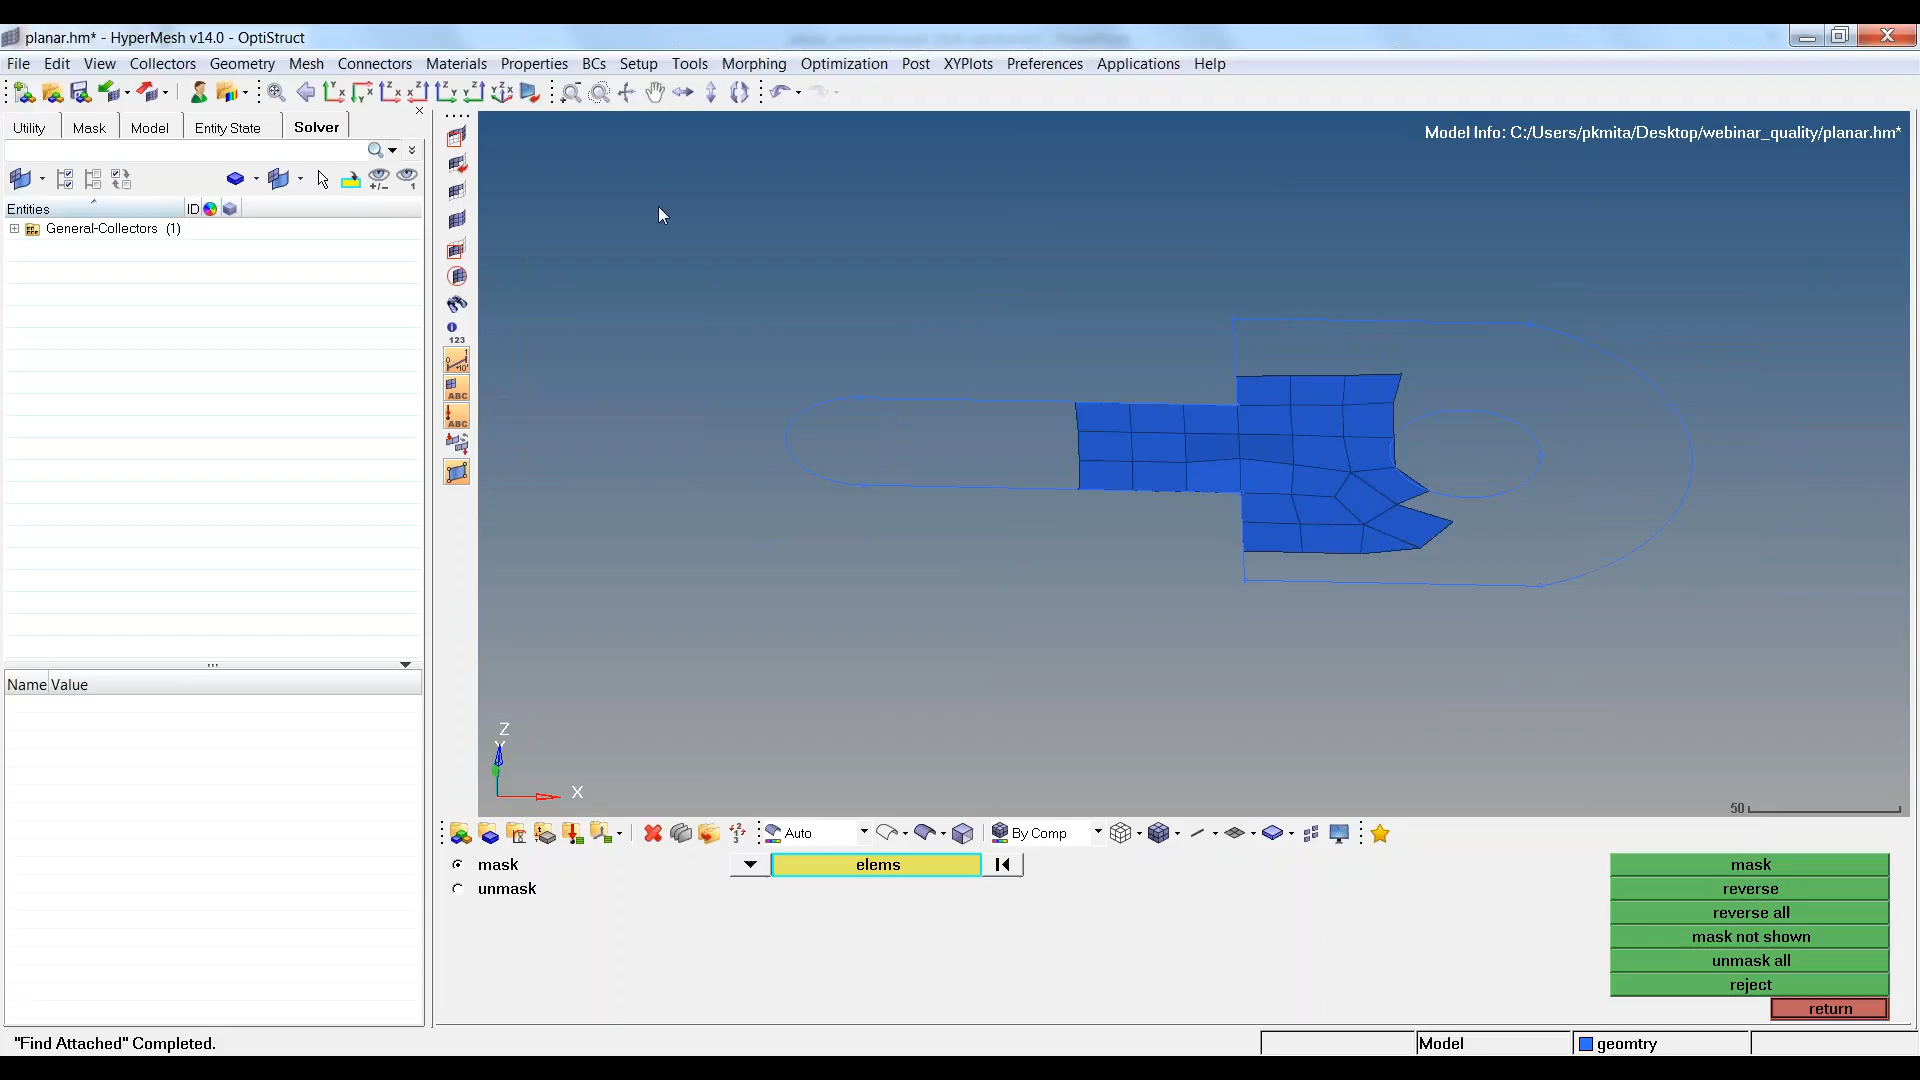 planar.hm* - HyperMesh v14.0 - OptiStruct
File Edit View Collectors Geometry Mesh Connectors Materials Properties BCs Setup Tools Morphing Optimization Post XYPlots Preferences Applications Help
Utility Mask Model Entity State Solver
Model Info: C:/Users/pkmita/Desktop/webinar_quality/planar.hm*
Entities ID
General-Collectors (1)
123
ABC
ABC
Name Value
Z
Y
X
50
Auto By Comp
mask elems mask
unmask reverse
reverse all
mask not shown
unmask all
reject
return
"Find Attached" Completed. Model geomtry